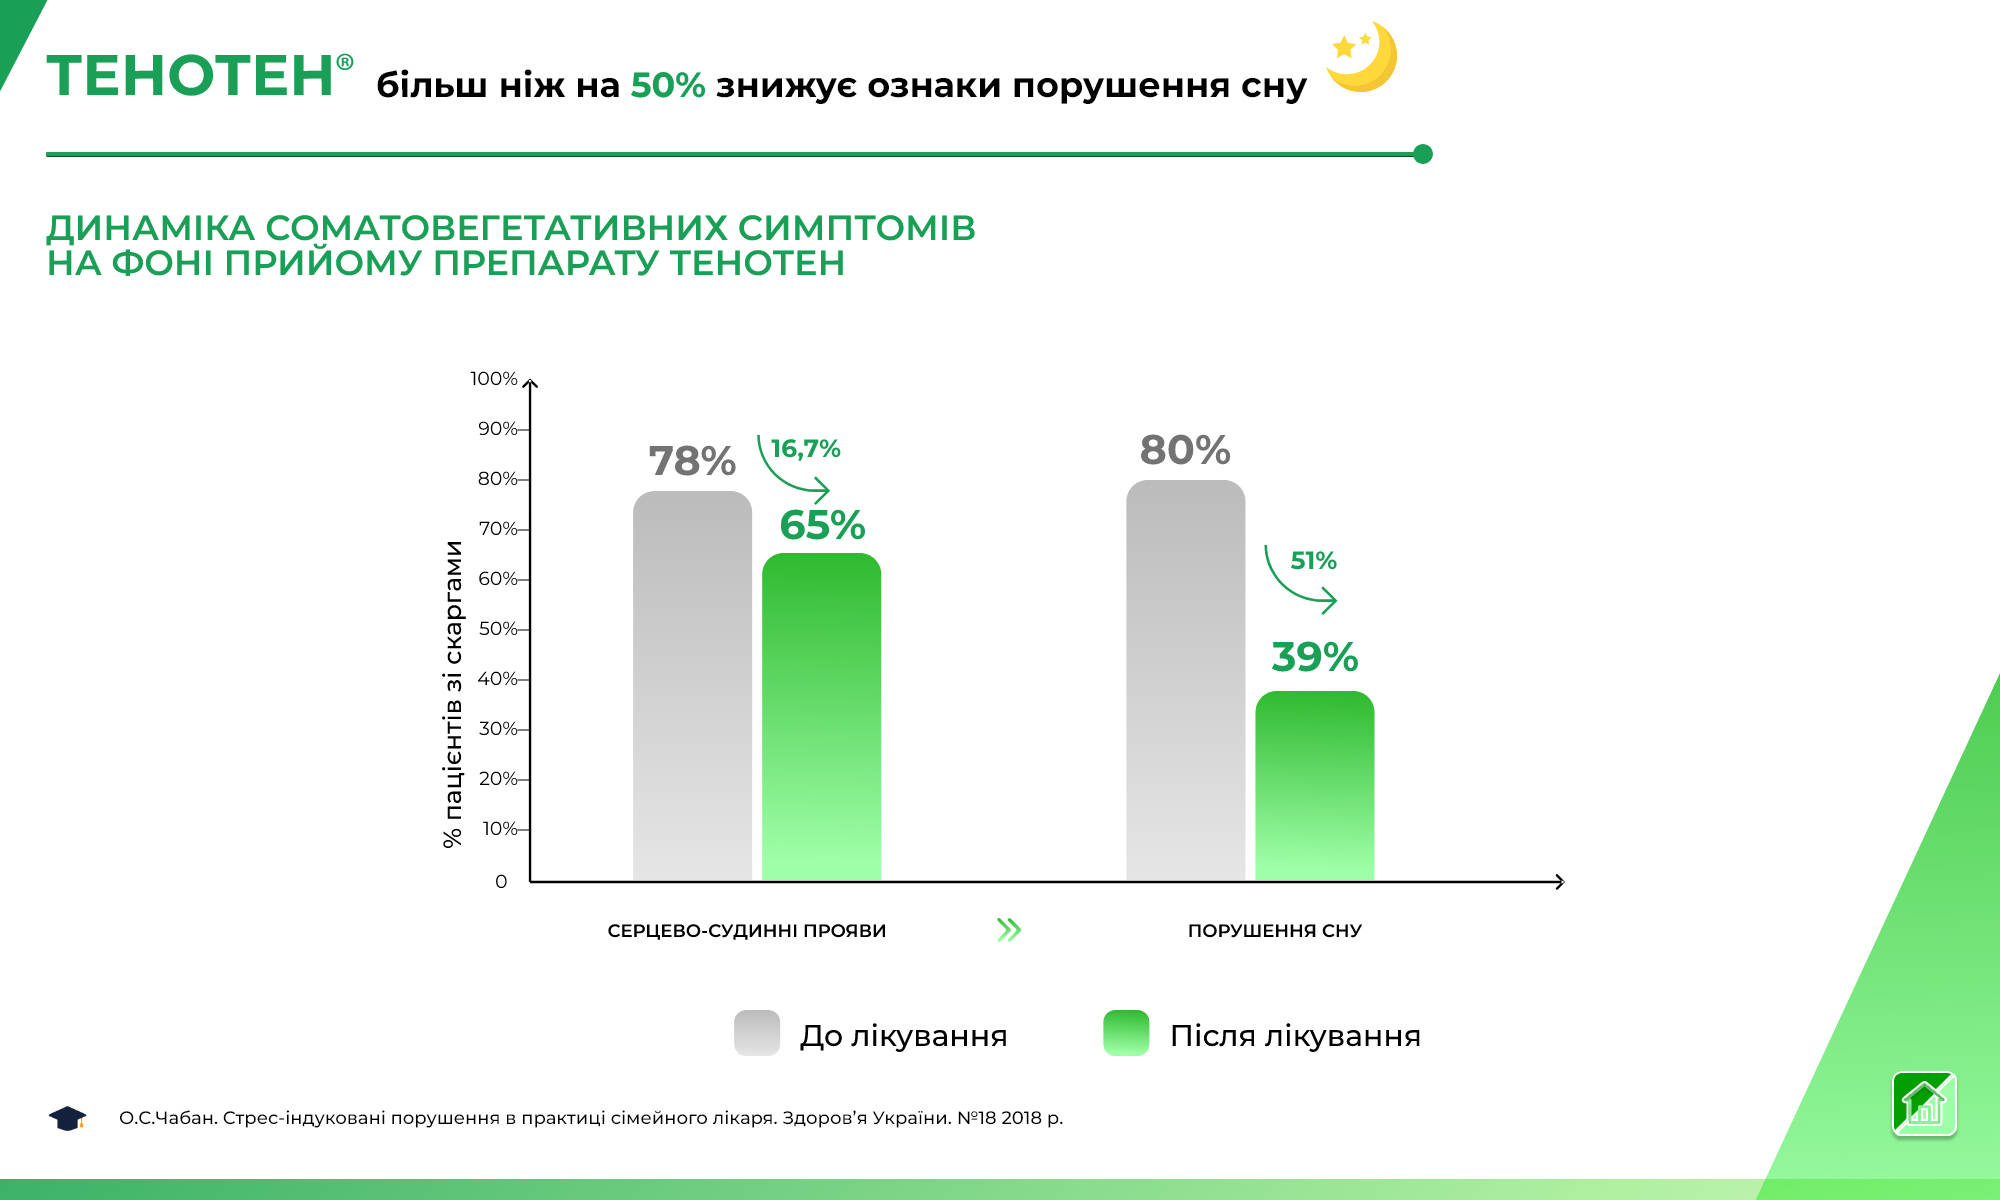 ТЕНОТЕН® більш ніж на 50% знижує ознаки порушення сну
ДИНАМІКА СОМАТОВЕГЕТАТИВНИХ СИМПТОМІВ
НА ФОНІ ПРИЙОМУ ПРЕПАРАТУ ТЕНОТЕН
% пацієнтів зі скаргами
100%
90%
80%
70%
60%
50%
40%
30%
20%
10%
0
78%
16,7%
65%
80%
51%
39%
СЕРЦЕВО-СУДИННІ ПРОЯВИ
ПОРУШЕННЯ СНУ
До лікування
Після лікування
О.С.Чабан. Стрес-індуковані порушення в практиці сімейного лікаря. Здоров’я України. №18 2018 р.